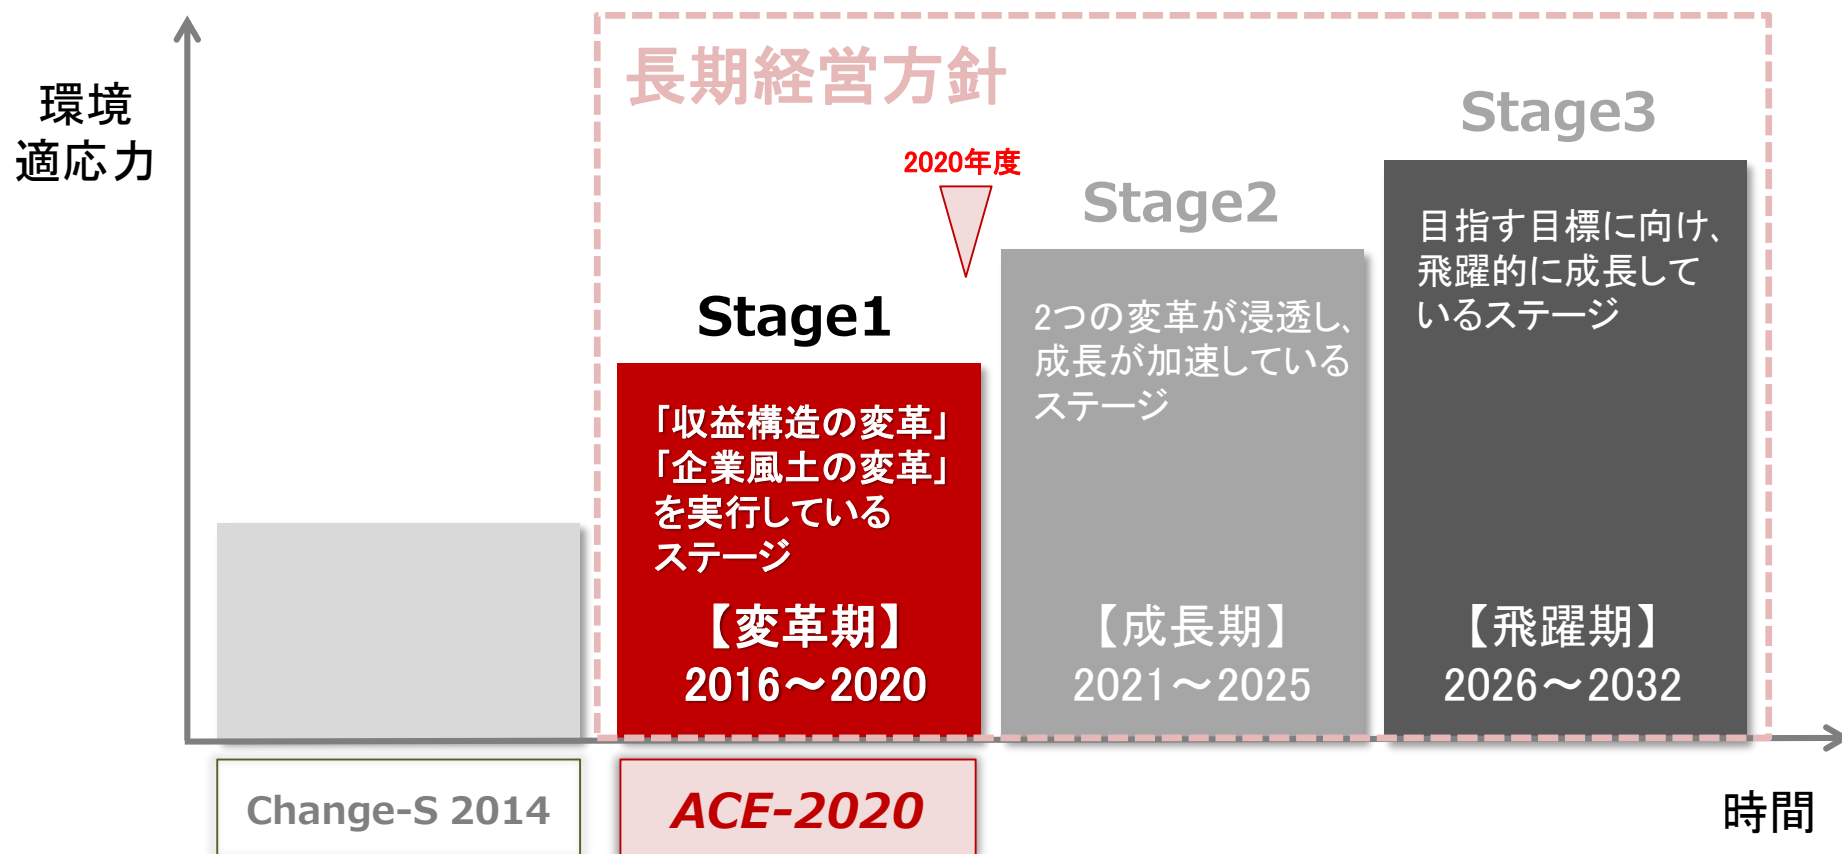 環境
適応力
長期経営方針
2020年度
Stage1
「収益構造の変革」
「企業風土の変革」
を実行している
ステージ
【変革期】
2016～2020
Stage2
2つの変革が浸透し、
成長が加速している
ステージ
【成長期】
2021～2025
Stage3
目指す目標に向け、
飛躍的に成長して
いるステージ
【飛躍期】
2026～2032
Change-S 2014
ACE-2020
時間